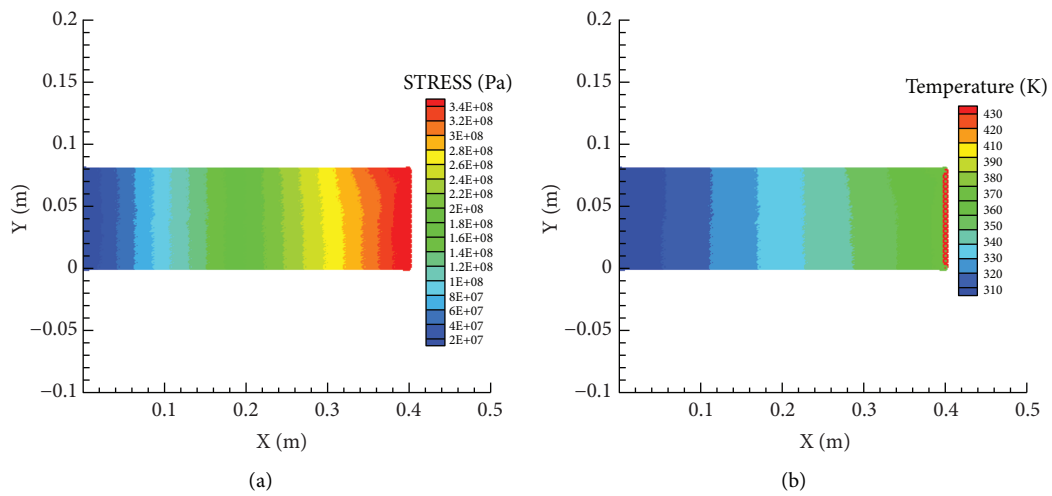 0.2
0.15
0.1
0.05
0
−0.05
−0.1
Y (m)
0.1 0.2 0.3 0.4 0.5
X (m)
STRESS (Pa)
3.4E+08
3.2E+08
3E+08
2.8E+08
2.6E+08
2.4E+08
2.2E+08
2E+08
1.8E+08
1.6E+08
1.4E+08
1.2E+08
1E+08
8E+07
6E+07
4E+07
2E+07
(a)
0.2
0.15
0.1
0.05
0
−0.05
−0.1
Y (m)
0.1 0.2 0.3 0.4 0.5
X (m)
Temperature (K)
430
420
410
390
380
370
360
350
340
330
320
310
(b)